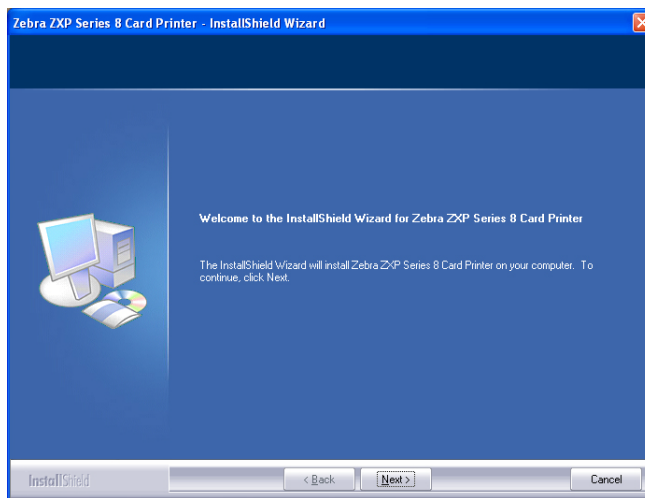 Zebra ZXP Series 8 Card Printer - InstallShield Wizard
Welcome to the InstallShield Wizard for Zebra ZXP Series 8 Card Printer
The InstallShield Wizard will install Zebra ZXP Series 8 Card Printer on your computer. To
continue, click Next.
InstallShield
< Back
Next >
Cancel